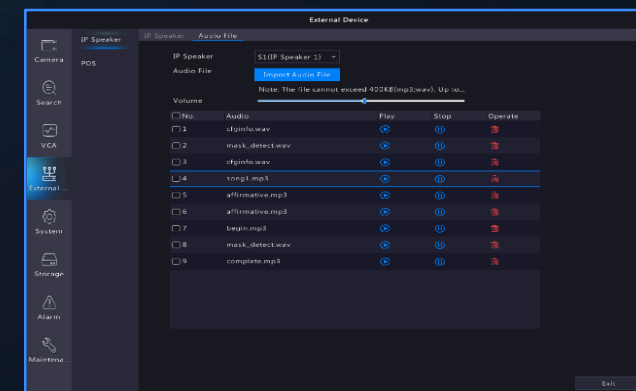 External Device
Camera
Search
VCA
External ...
System
Storage
Alarm
Maintena...
IP Speaker
POS
IP Speaker Audio File
IP Speaker S1(IP Speaker 1)
Audio File Import Audio File
Note: The file cannot exceed 400KB(mp3;wav). Up to...
Volume
No. Audio Play Stop Operate
1 cfginfo.wav
2 mask_detect.wav
3 cfginfo.wav
4 song1.mp3
5 affirmative.mp3
6 affirmative.mp3
7 begin.mp3
8 mask_detect.wav
9 complete.mp3
Exit